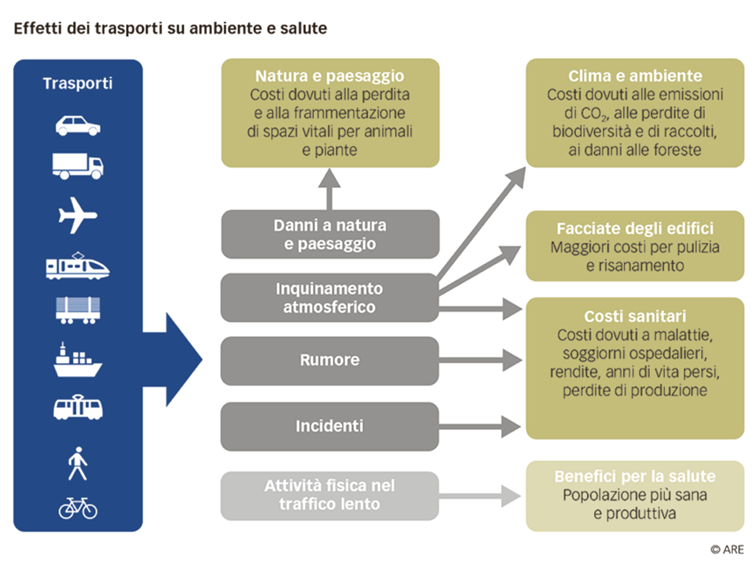 Effetti dei trasporti su ambiente e salute
Trasporti
Natura e paesaggio
Costi dovuti alla perdita
e alla frammentazione
di spazi vitali per animali
e piante
Clima e ambiente
Costi dovuti alle emissioni
di CO₂, alle perdite di
biodiversità e di raccolti,
ai danni alle foreste
Danni a natura
e paesaggio
Facciate degli edifici
Maggiori costi per pulizia
e risanamento
Inquinamento
atmosferico
Costi sanitari
Costi dovuti a malattie,
soggiorni ospedalieri,
rendite, anni di vita persi,
perdite di produzione
Rumore
Incidenti
Attività fisica nel
traffico lento
Benefici per la salute
Popolazione più sana
e produttiva
© ARE